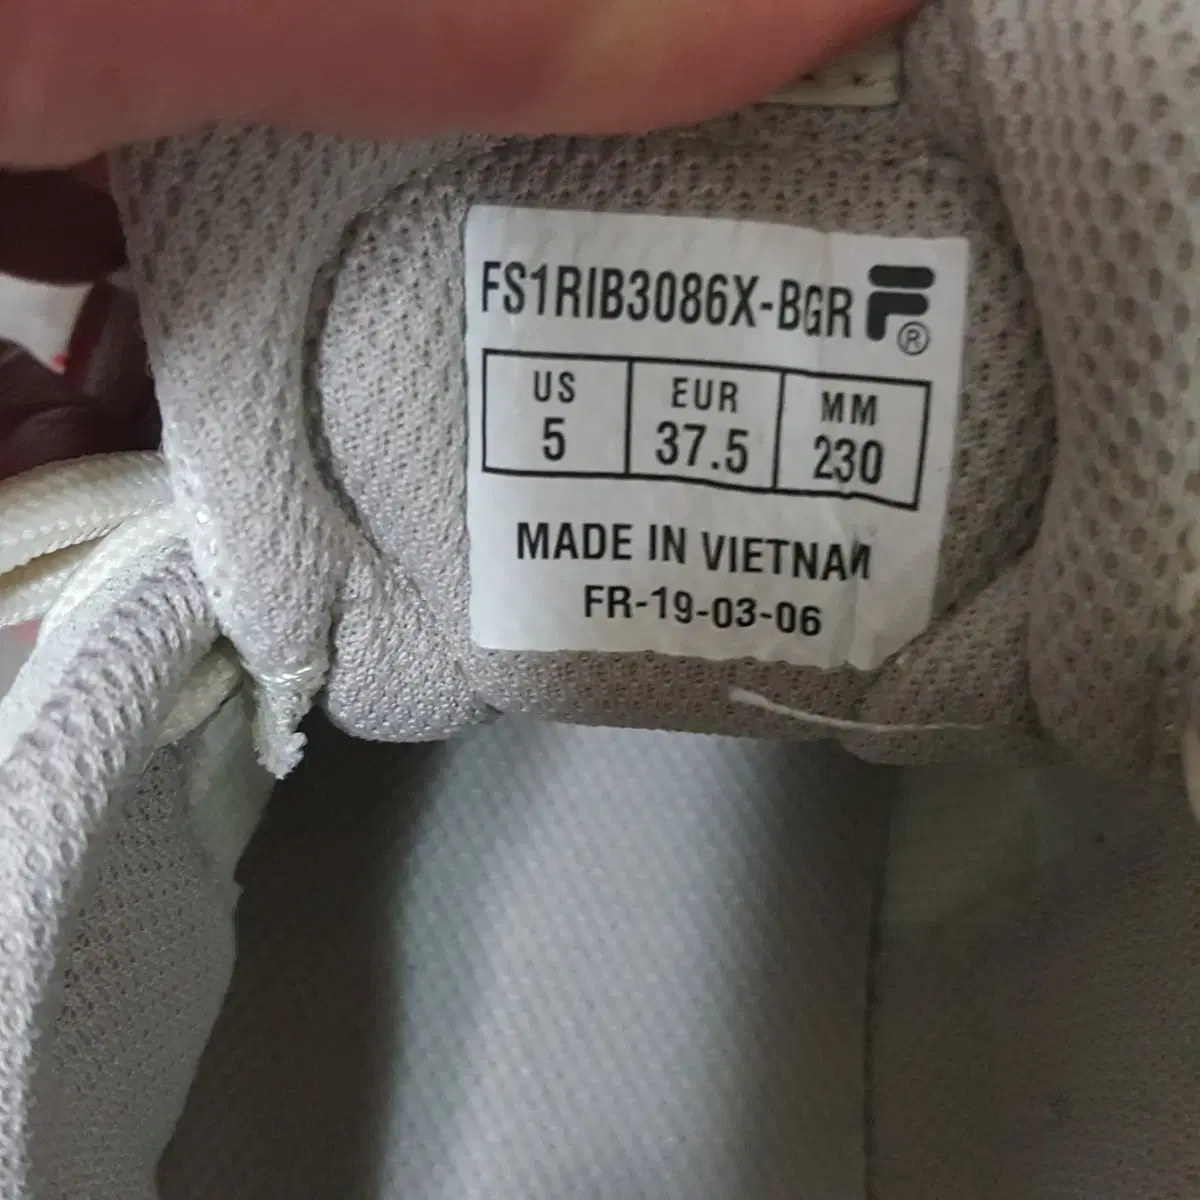 FS1RIB3086X-BGR F®
US EUR MM
5 37.5 230
MADE IN VIETNAM
FR-19-03-06